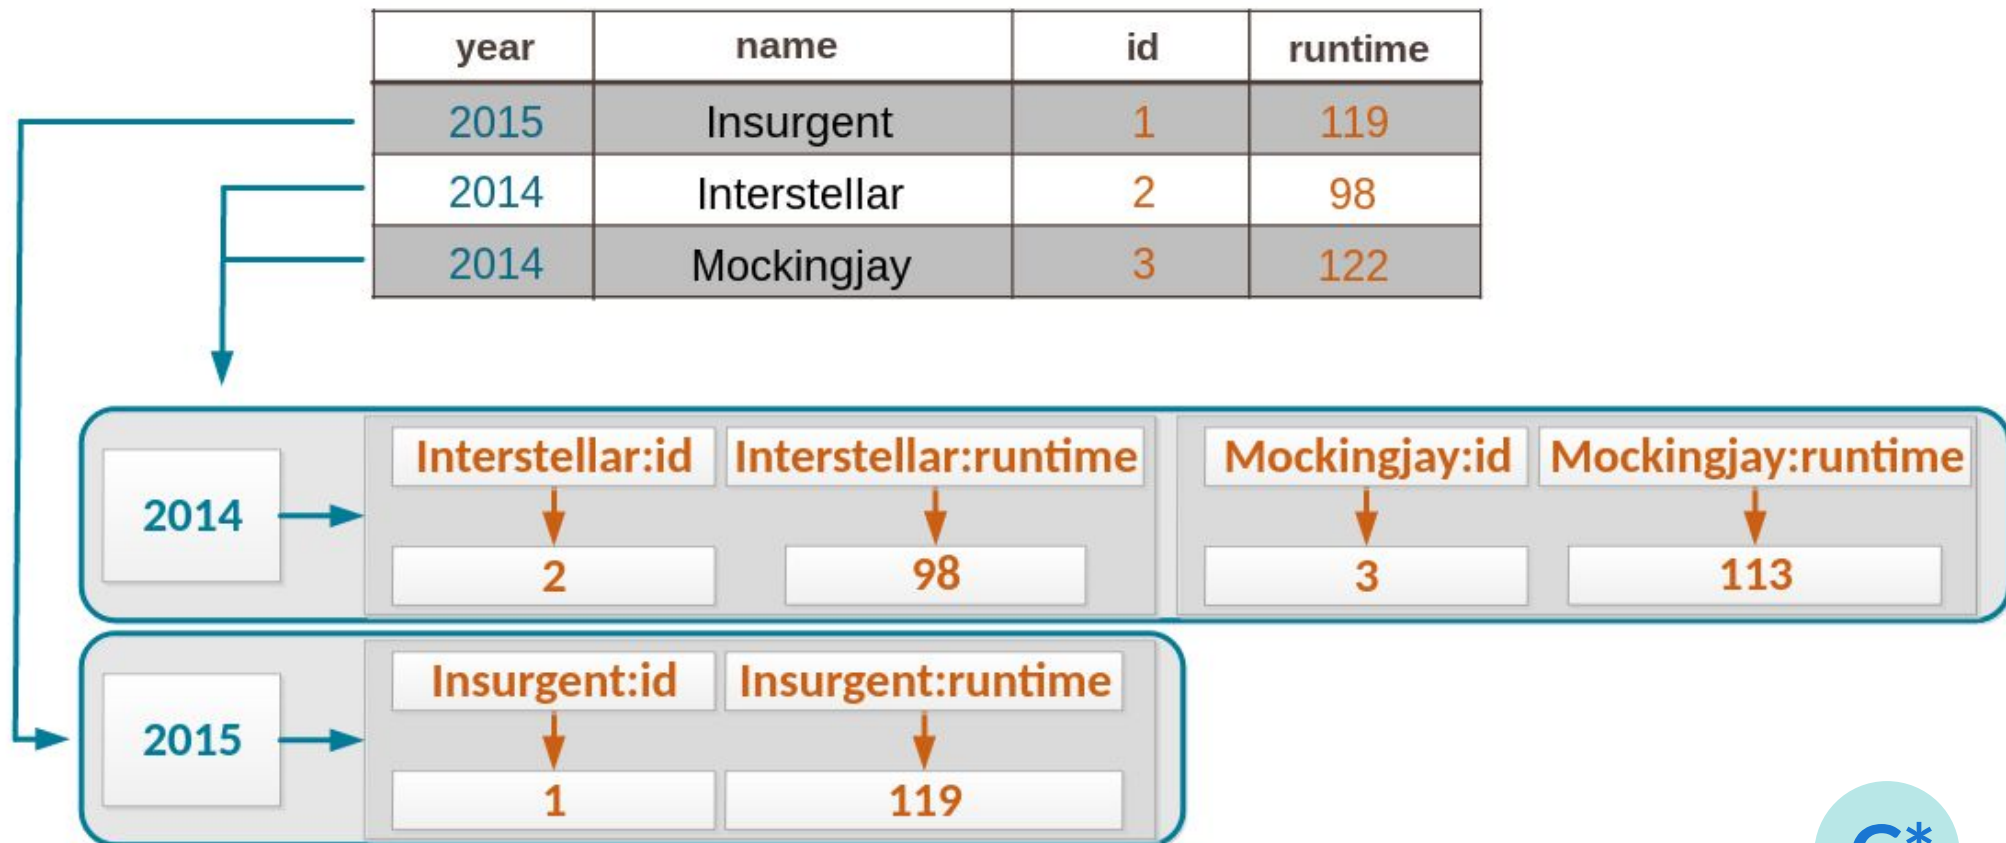 year name id runtime
2015 Insurgent 1 119
2014 Interstellar 2 98
2014 Mockingjay 3 122
Interstellar:id Interstellar:runtime Mockingjay:id Mockingjay:runtime
2014
2 98 3 113
Insurgent:id Insurgent:runtime
2015
1 119
C*